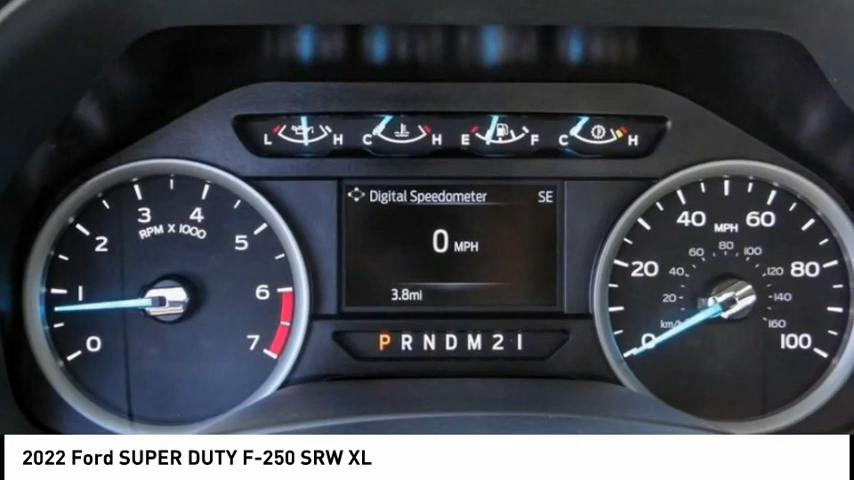 L H C H E F C H
Digital Speedometer SE
0 MPH
3.8mi
P R N D M 2 1
0 1 2 3 4 5 6 7
RPM X 1000
0 20 40 60 80 100
MPH
20 40 60 80 100 120 140 160
km/h
2022 Ford SUPER DUTY F-250 SRW XL